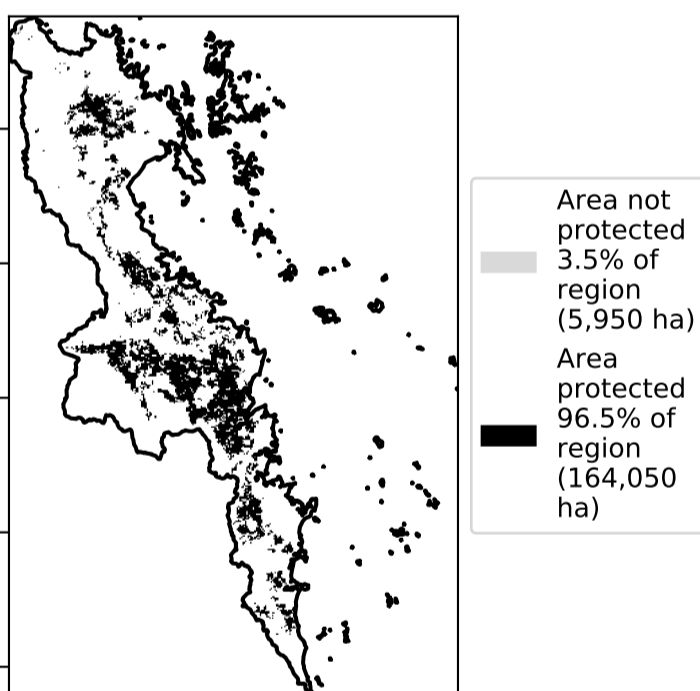 Area not
protected
3.5% of
region
(5,950 ha)
Area
protected
96.5% of
region
(164,050
ha)